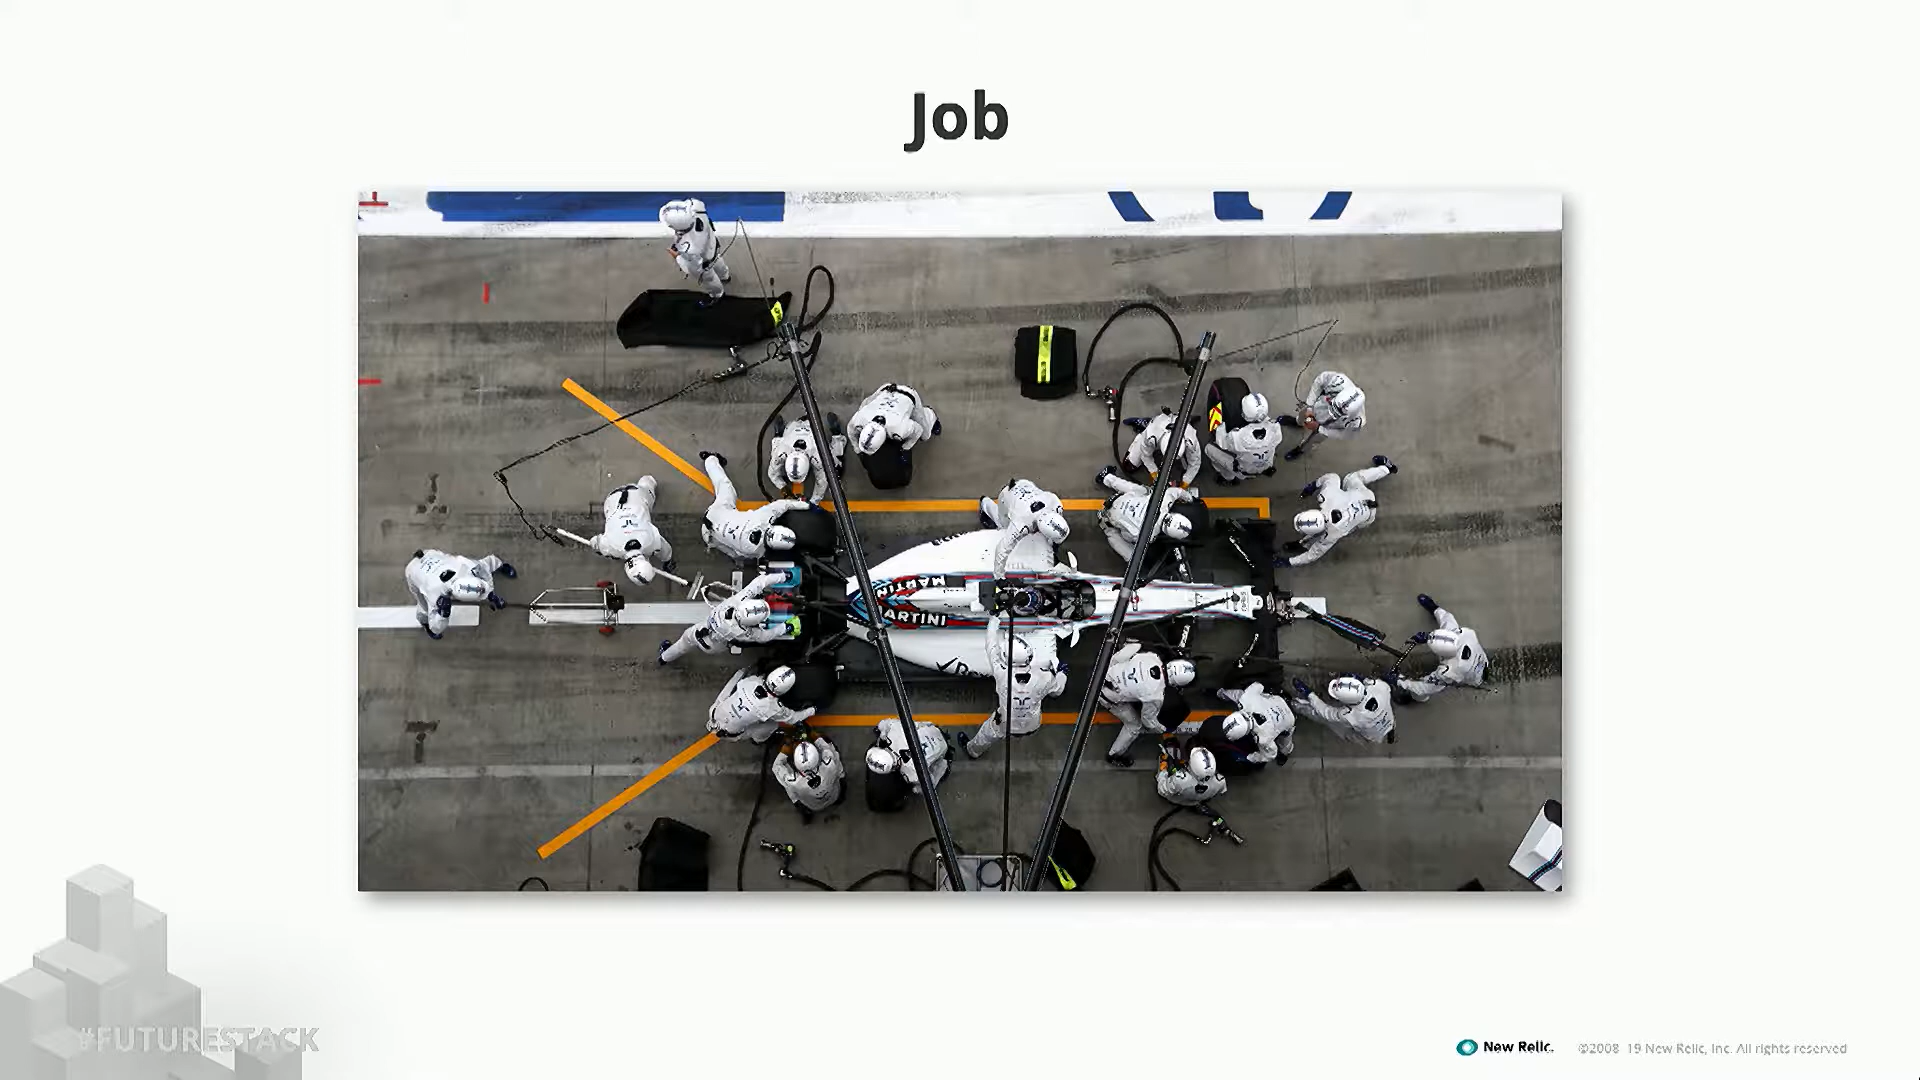 Job
MARTINI
MARTINI
#FUTURESTACK
New Relic.
©2008-19 New Relic, Inc. All rights reserved